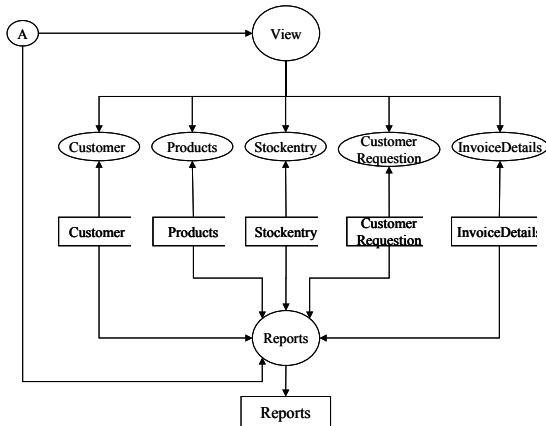 A
View
Customer
Products
Stockentry
Customer
Requestion
InvoiceDetails
Customer
Products
Stockentry
Customer
Requestion
InvoiceDetails
Reports
Reports